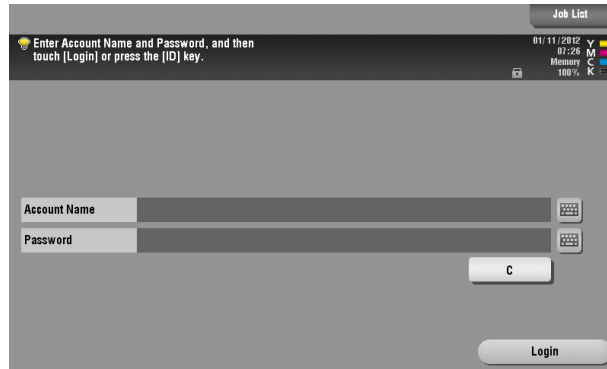 Job List
Enter Account Name and Password, and then
touch [Login] or press the [ID] key.
01/11/2012
07:26
Memory
100%
Y
M
C
K
Account Name
Password
C
Login